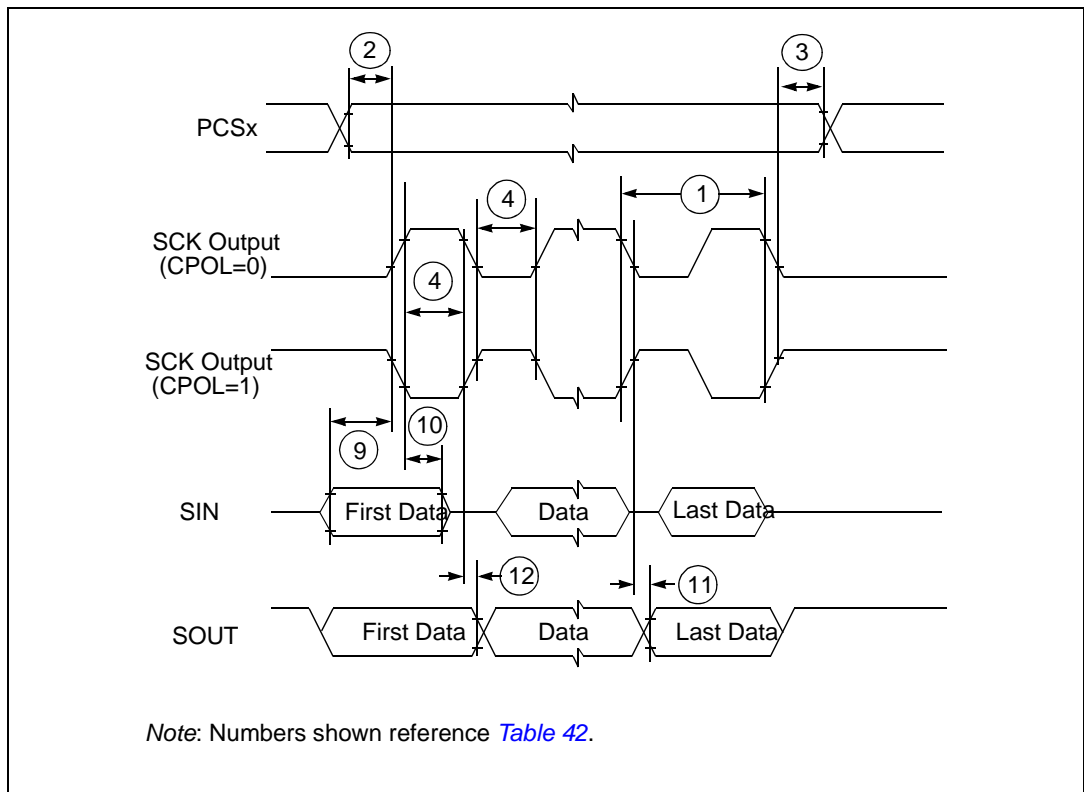 2
3
PCSx
4
1
SCK Output
(CPOL=0)
4
SCK Output
(CPOL=1)
10
9
SIN
First Data
Data
Last Data
12
11
SOUT
First Data
Data
Last Data
Note: Numbers shown reference Table 42.